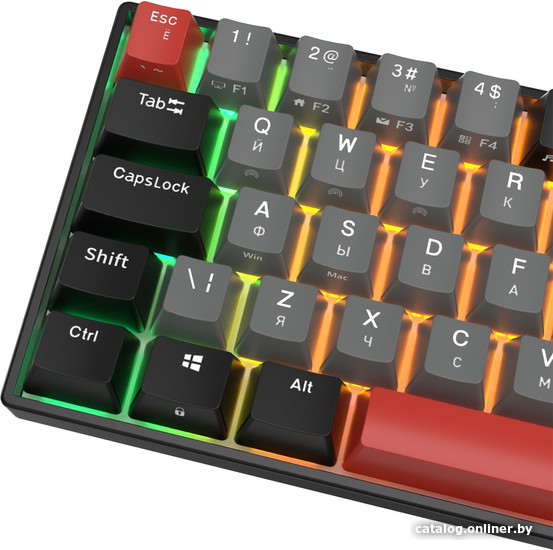 Esc
Ё
` ~
1!
F1
2@
"
F2
3#
№
F3
4$
;
F4
Tab
Q
Й
W
Ц
E
У
R
К
CapsLock
A
Ф
Win
S
Ы
Mac
D
В
F
А
Shift
\ |
Z
Я
X
Ч
C
С
V
М
Ctrl
Alt
catalog.onliner.by